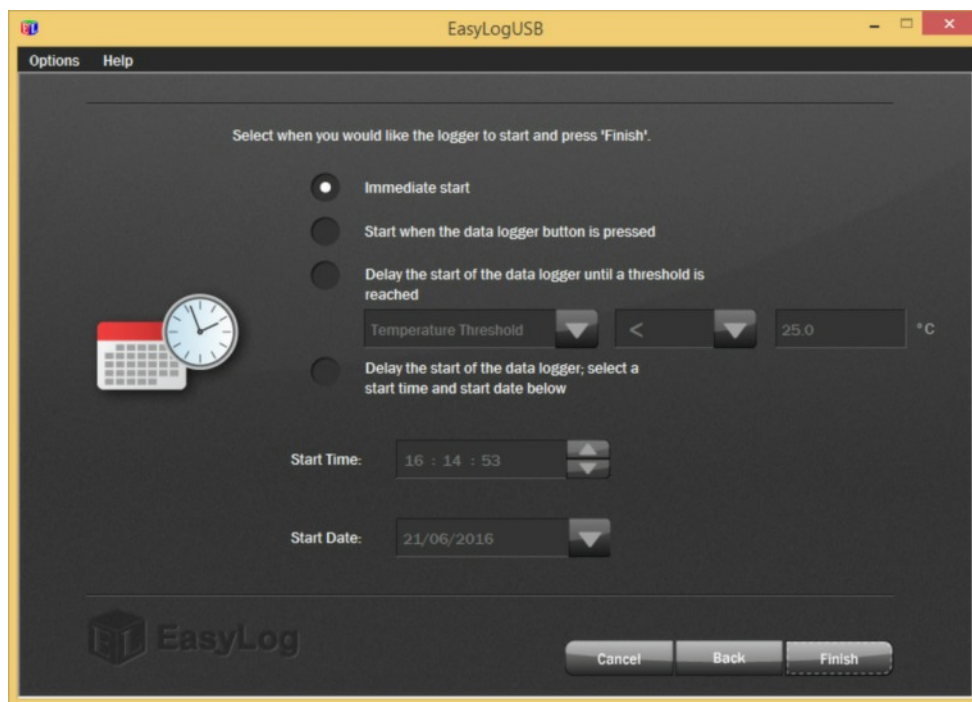 EasyLogUSB
Options Help
Select when you would like the logger to start and press 'Finish'.
Immediate start
Start when the data logger button is pressed
Delay the start of the data logger until a threshold is
reached
Temperature Threshold < 25.0 °C
Delay the start of the data logger; select a
start time and start date below
Start Time: 16 : 14 : 53
Start Date: 21/06/2016
EL EasyLog
Cancel Back Finish